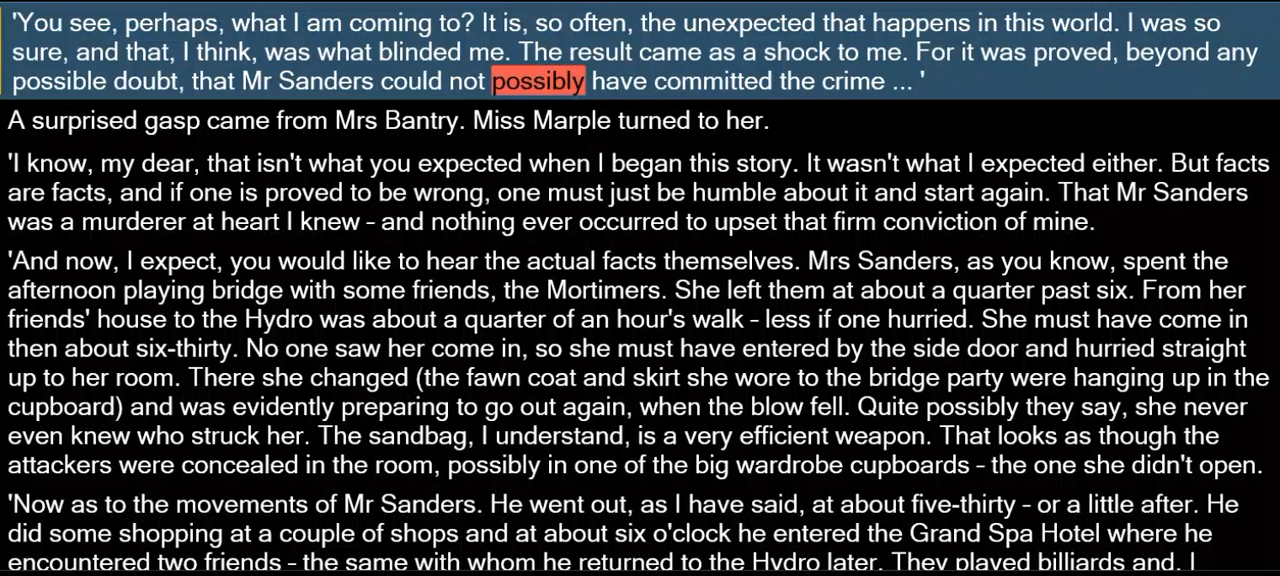 'You see, perhaps, what I am coming to? It is, so often, the unexpected that happens in this world. I was so
sure, and that, I think, was what blinded me. The result came as a shock to me. For it was proved, beyond any
possible doubt, that Mr Sanders could not possibly have committed the crime ... '
A surprised gasp came from Mrs Bantry. Miss Marple turned to her.
'I know, my dear, that isn't what you expected when I began this story. It wasn't what I expected either. But facts
are facts, and if one is proved to be wrong, one must just be humble about it and start again. That Mr Sanders
was a murderer at heart I knew - and nothing ever occurred to upset that firm conviction of mine.
'And now, I expect, you would like to hear the actual facts themselves. Mrs Sanders, as you know, spent the
afternoon playing bridge with some friends, the Mortimers. She left them at about a quarter past six. From her
friends' house to the Hydro was about a quarter of an hour's walk - less if one hurried. She must have come in
then about six-thirty. No one saw her come in, so she must have entered by the side door and hurried straight
up to her room. There she changed (the fawn coat and skirt she wore to the bridge party were hanging up in the
cupboard) and was evidently preparing to go out again, when the blow fell. Quite possibly they say, she never
even knew who struck her. The sandbag, I understand, is a very efficient weapon. That looks as though the
attackers were concealed in the room, possibly in one of the big wardrobe cupboards - the one she didn't open.
'Now as to the movements of Mr Sanders. He went out, as I have said, at about five-thirty - or a little after. He
did some shopping at a couple of shops and at about six o'clock he entered the Grand Spa Hotel where he
encountered two friends - the same with whom he returned to the Hydro later. They played billiards and, I